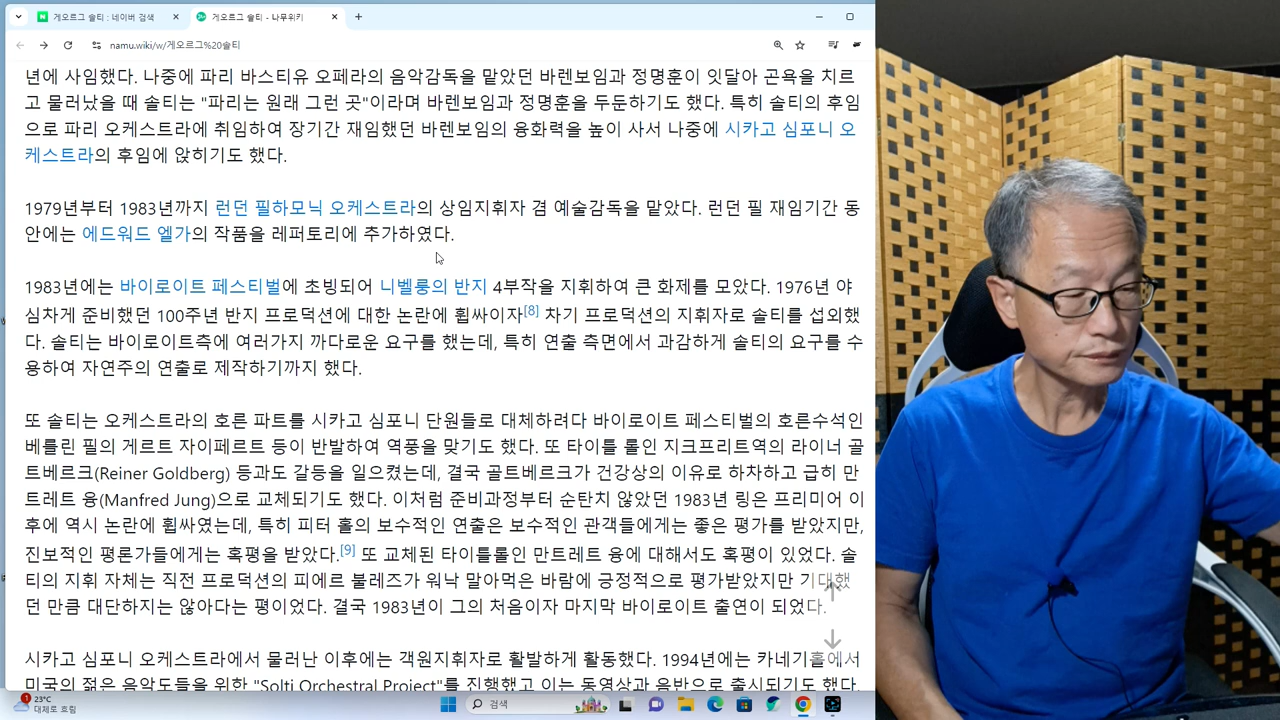 게오르그 솔티 : 네이버 검색
게오르그 솔티 - 나무위키
namu.wiki/w/게오르그%20솔티
년에 사임했다. 나중에 파리 바스티유 오페라의 음악감독을 맡았던 바렌보임과 정명훈이 잇달아 곤욕을 치르
고 물러났을 때 솔티는 "파리는 원래 그런 곳"이라며 바렌보임과 정명훈을 두둔하기도 했다. 특히 솔티의 후임
으로 파리 오케스트라에 취임하여 장기간 재임했던 바렌보임의 융화력을 높이 사서 나중에 시카고 심포니 오
케스트라의 후임에 앉히기도 했다.
1979년부터 1983년까지 런던 필하모닉 오케스트라의 상임지휘자 겸 예술감독을 맡았다. 런던 필 재임기간 동
안에는 에드워드 엘가의 작품을 레퍼토리에 추가하였다.
1983년에는 바이로이트 페스티벌에 초빙되어 니벨룽의 반지 4부작을 지휘하여 큰 화제를 모았다. 1976년 야
심차게 준비했던 100주년 반지 프로덕션에 대한 논란에 휩싸이자[8] 차기 프로덕션의 지휘자로 솔티를 섭외했
다. 솔티는 바이로이트측에 여러가지 까다로운 요구를 했는데, 특히 연출 측면에서 과감하게 솔티의 요구를 수
용하여 자연주의 연출로 제작하기까지 했다.
또 솔티는 오케스트라의 호른 파트를 시카고 심포니 단원들로 대체하려다 바이로이트 페스티벌의 호른수석인
베를린 필의 게르트 자이페르트 등이 반발하여 역풍을 맞기도 했다. 또 타이틀 롤인 지크프리트역의 라이너 골
트베르크(Reiner Goldberg) 등과도 갈등을 일으켰는데, 결국 골트베르크가 건강상의 이유로 하차하고 급히 만
트레트 융(Manfred Jung)으로 교체되기도 했다. 이처럼 준비과정부터 순탄치 않았던 1983년 링은 프리미어 이
후에 역시 논란에 휩싸였는데, 특히 피터 홀의 보수적인 연출은 보수적인 관객들에게는 좋은 평가를 받았지만,
진보적인 평론가들에게는 혹평을 받았다.[9] 또 교체된 타이틀롤인 만트레트 융에 대해서도 혹평이 있었다. 솔
티의 지휘 자체는 직전 프로덕션의 피에르 불레즈가 워낙 말아먹은 바람에 긍정적으로 평가받았지만 기대했
던 만큼 대단하지는 않아다는 평이었다. 결국 1983년이 그의 처음이자 마지막 바이로이트 출연이 되었다.
시카고 심포니 오케스트라에서 물러난 이후에는 객원지휘자로 활발하게 활동했다. 1994년에는 카네기홀에서
미국의 젊은 음악도들을 위한 "Solti Orchestral Project"를 진행했고 이는 동영상과 음반으로 출시되기도 했다.
1
23°C
대체로 흐림
검색